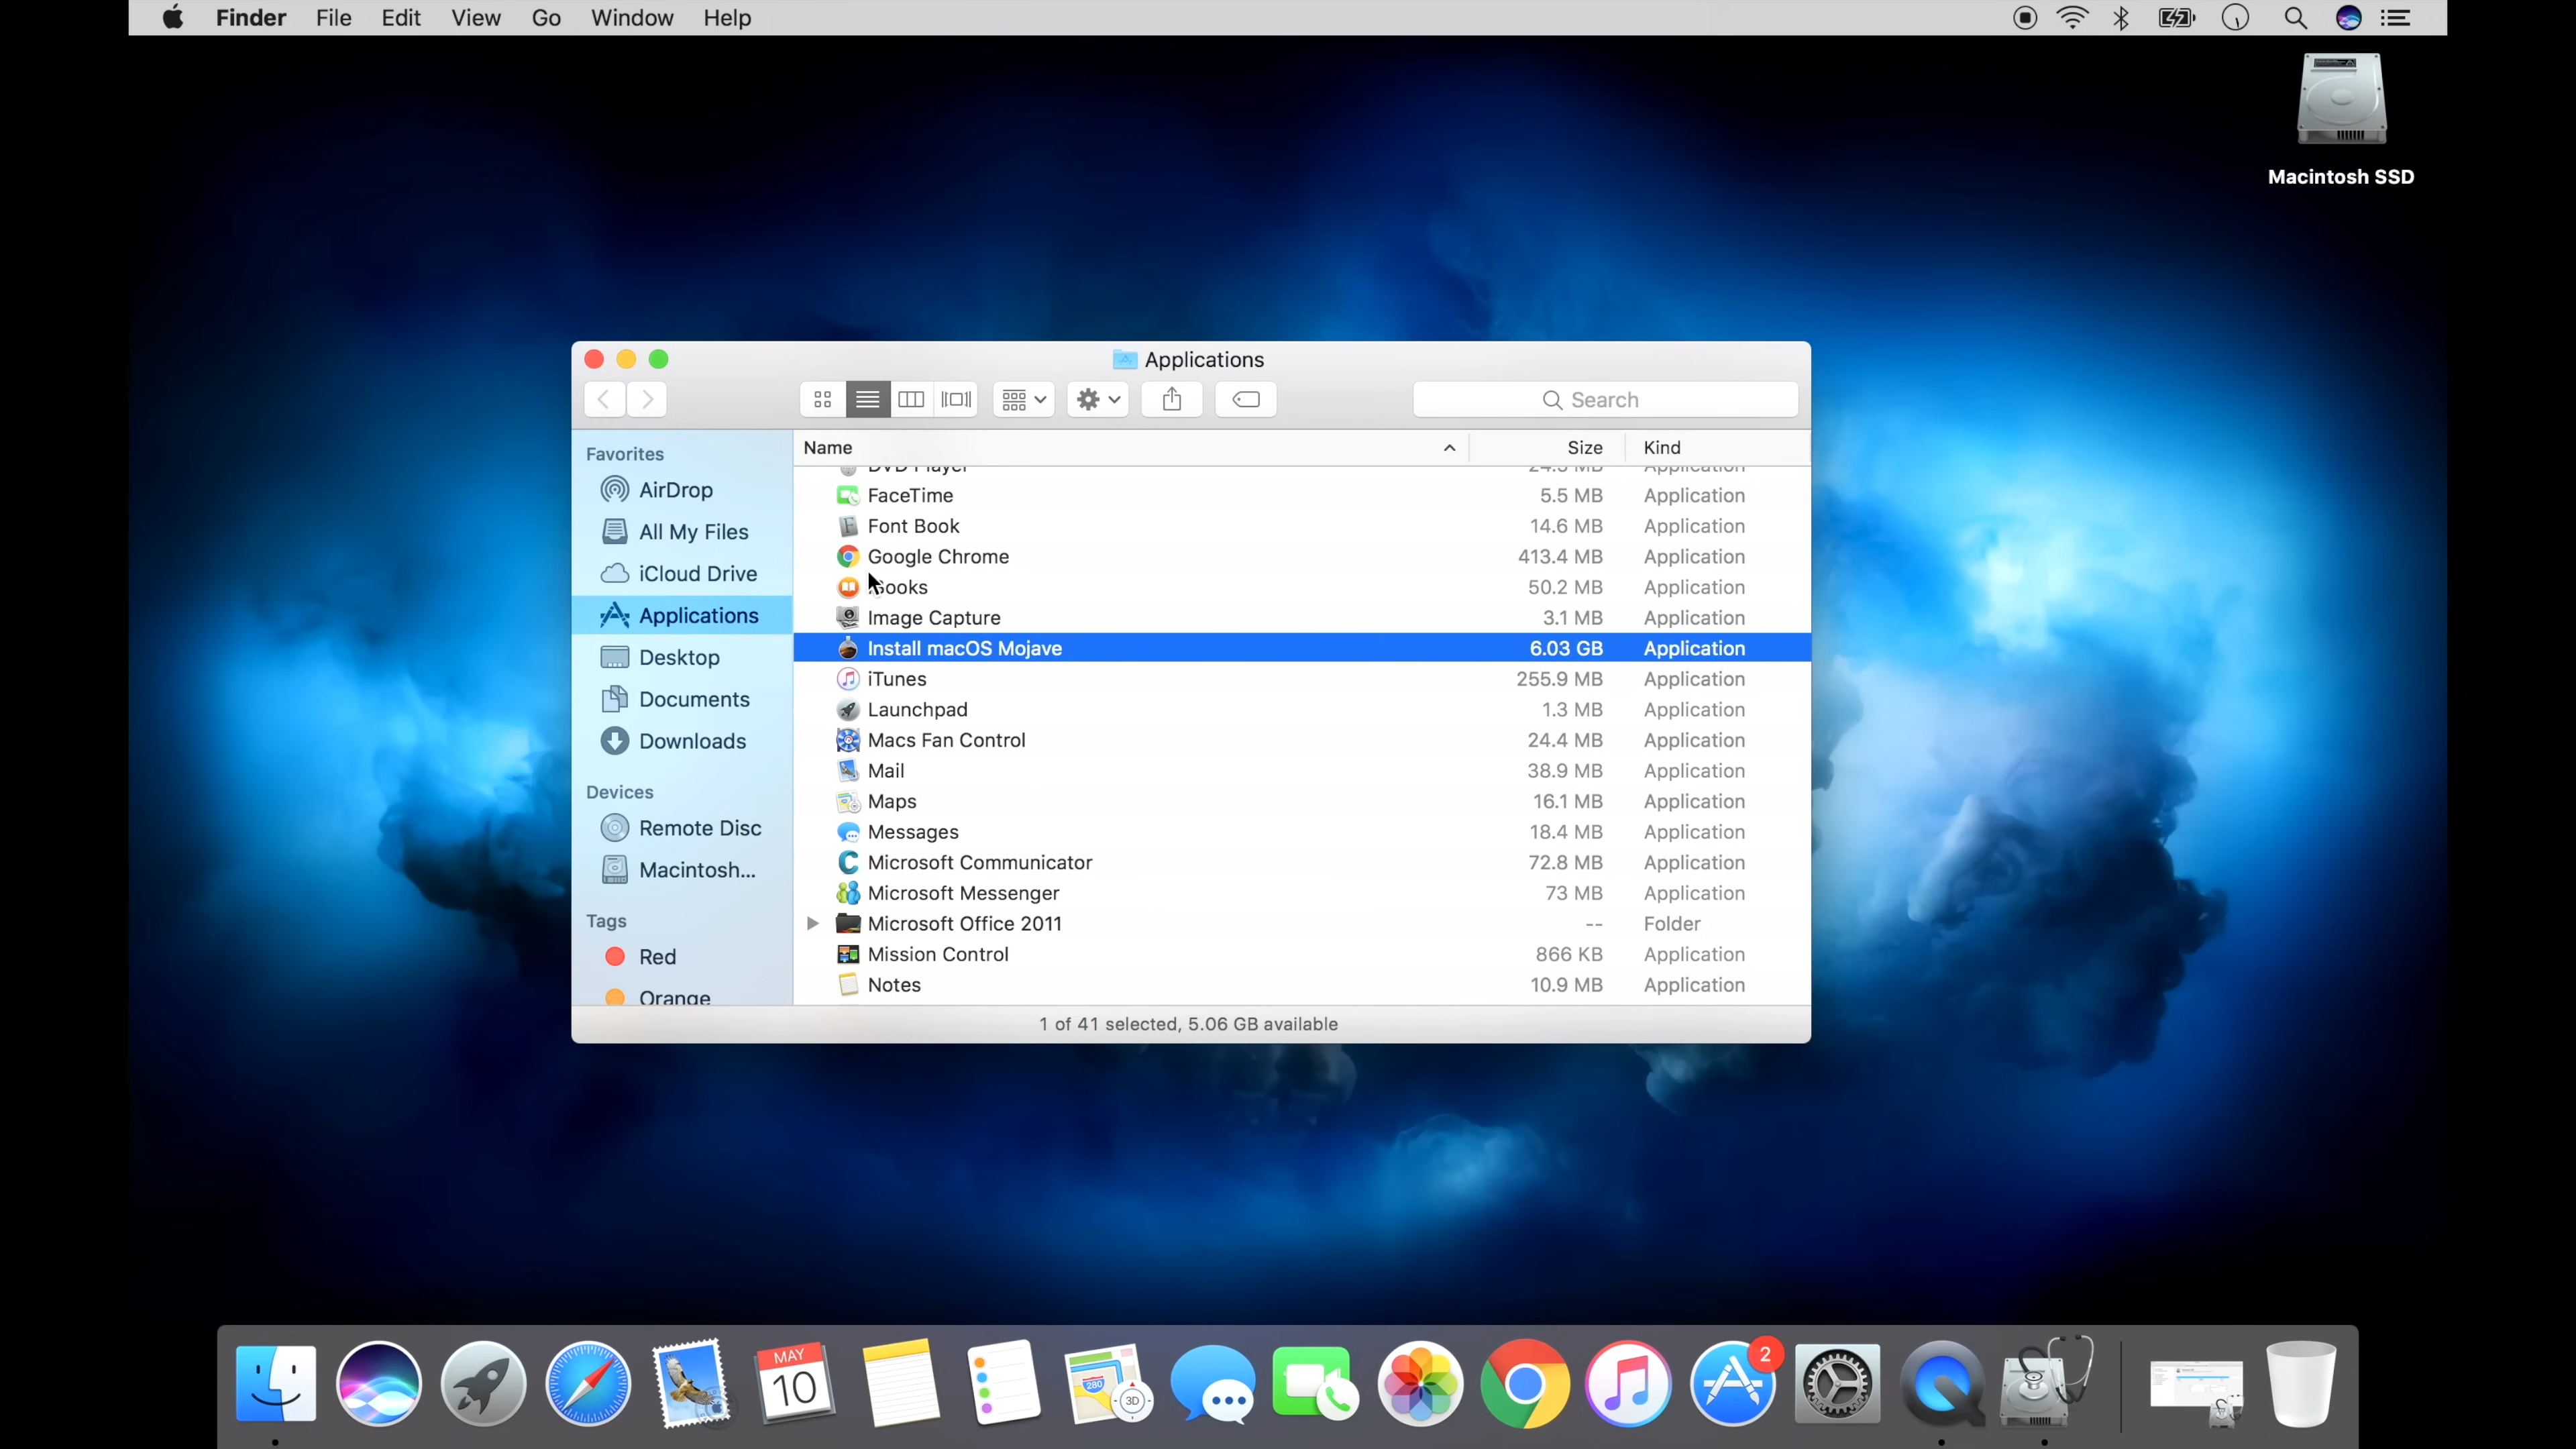 Finder File Edit View Go Window Help
Macintosh SSD
Applications
Search
Favorites
AirDrop
All My Files
iCloud Drive
Applications
Desktop
Documents
Downloads
Devices
Remote Disc
Macintosh...
Tags
Red
Orange
Name Size Kind
DVD Player 24.3 MB Application
FaceTime 5.5 MB Application
Font Book 14.6 MB Application
Google Chrome 413.4 MB Application
50.2 MB Application
Image Capture 3.1 MB Application
Install macOS Mojave 6.03 GB Application
iTunes 255.9 MB Application
Launchpad 1.3 MB Application
Macs Fan Control 24.4 MB Application
Mail 38.9 MB Application
Maps 16.1 MB Application
Messages 18.4 MB Application
Microsoft Communicator 72.8 MB Application
Microsoft Messenger 73 MB Application
Microsoft Office 2011 -- Folder
Mission Control 866 KB Application
Notes 10.9 MB Application
1 of 41 selected, 5.06 GB available
MAY
10
280
3D
2